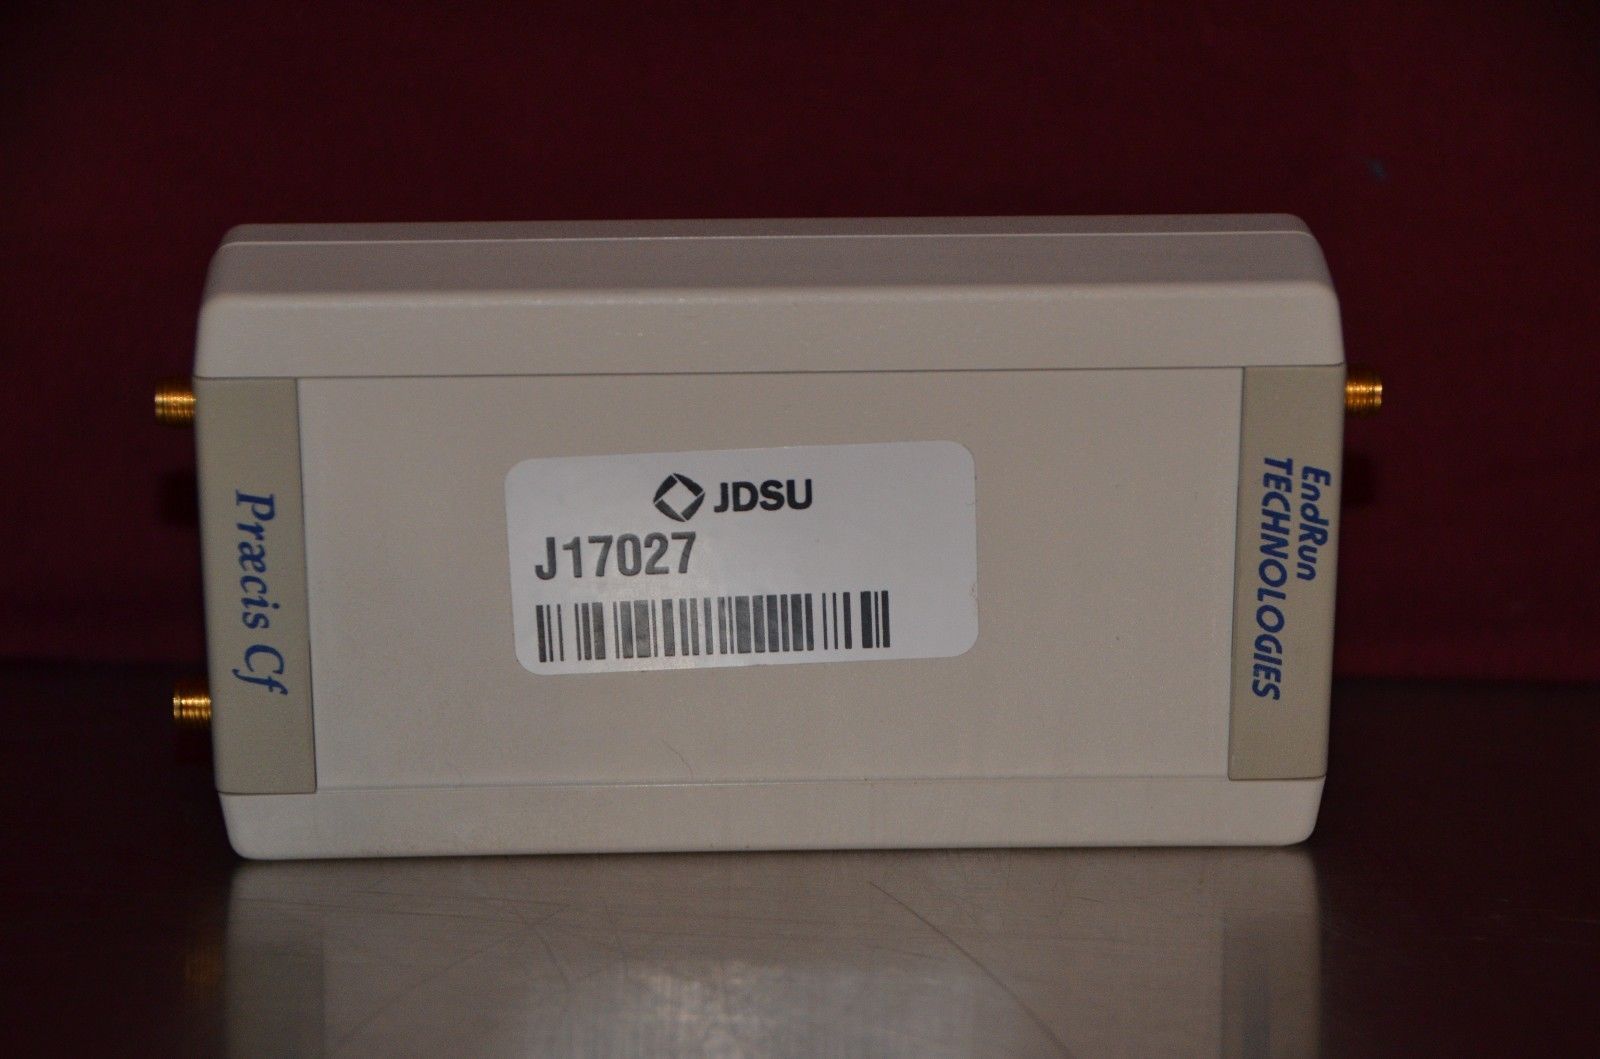 Præcis Cf
JDSU
J17027
EndRun
TECHNOLOGIES